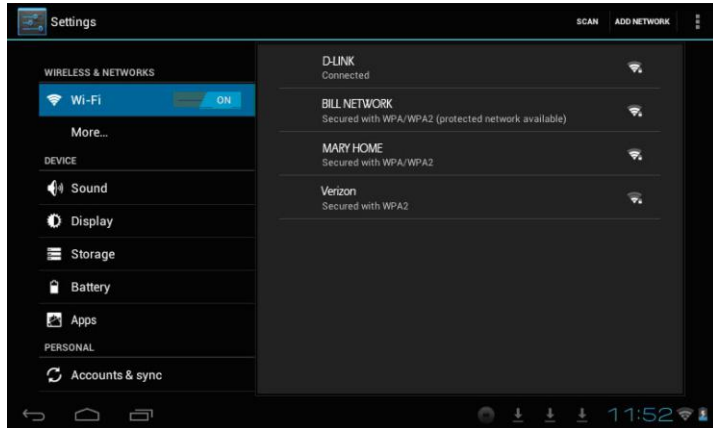 Settings
SCAN ADD NETWORK
WIRELESS & NETWORKS
Wi-Fi ON
More...
DEVICE
Sound
Display
Storage
Battery
Apps
PERSONAL
Accounts & sync
D-LINK
Connected
BILL NETWORK
Secured with WPA/WPA2 (protected network available)
MARY HOME
Secured with WPA/WPA2
Verizon
Secured with WPA2
11:52